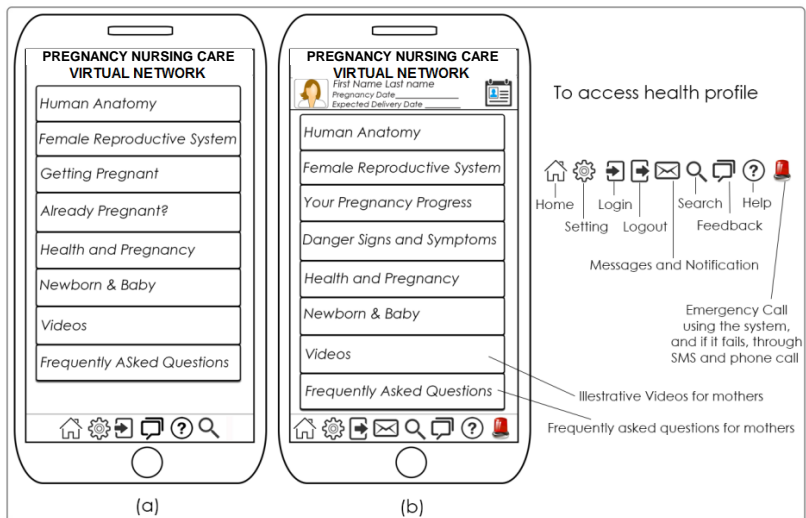 PREGNANCY NURSING CARE
VIRTUAL NETWORK
Human Anatomy
Female Reproductive System
Getting Pregnant
Already Pregnant?
Health and Pregnancy
Newborn & Baby
Videos
Frequently ASked Questions
(a)
PREGNANCY NURSING CARE
VIRTUAL NETWORK
First Name Last name
Pregnancy Date
Expected Delivery Date
Human Anatomy
Female Reproductive System
Your Pregnancy Progress
Danger Signs and Symptoms
Health and Pregnancy
Newborn & Baby
Videos
Frequently Asked Questions
(b)
To access health profile
Home
Setting
Login
Logout
Messages and Notification
Search
Feedback
Help
Emergency Call
using the system,
and if it fails, through
SMS and phone call
Illestrative Videos for mothers
Frequently asked questions for mothers